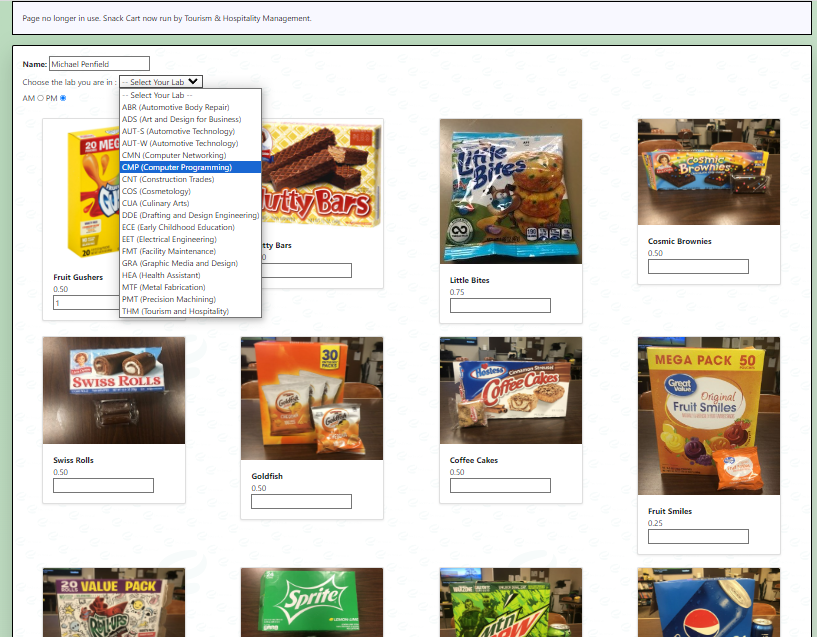 Page no longer in use. Snack Cart now run by Tourism & Hospitality Management.
Name: Michael Penfield
Choose the lab you are in : -- Select Your Lab --
-- Select Your Lab --
AM PM
ABR (Automotive Body Repair)
ADS (Art and Design for Business)
AUT-S (Automotive Technology)
AUT-W (Automotive Technology)
CMN (Computer Networking)
CMP (Computer Programming)
CNT (Construction Trades)
COS (Cosmetology)
CUA (Culinary Arts)
DDE (Drafting and Design Engineering)
ECE (Early Childhood Education)
EET (Electrical Engineering)
FMT (Facility Maintenance)
GRA (Graphic Media and Design)
HEA (Health Assistant)
MTF (Metal Fabrication)
PMT (Precision Machining)
THM (Tourism and Hospitality)
20 MEG
20
Fruit Gushers
0.50
1
utty Bars
tty Bars
0
Little Bites
Little Bites
0.75
Cosmic
Brownies
Cosmic Brownies
0.50
Swiss Rolls
Swiss Rolls
0.50
30
Goldfish
Goldfish
0.50
Hostess
Cinnamon Streusel
Coffee Cakes
Coffee Cakes
0.50
MEGA PACK 50
Great Value
Original
Fruit Smiles
Fruit Smiles
0.25
20 VALUE PACK
Sprite
LEMON-LIME
mtn